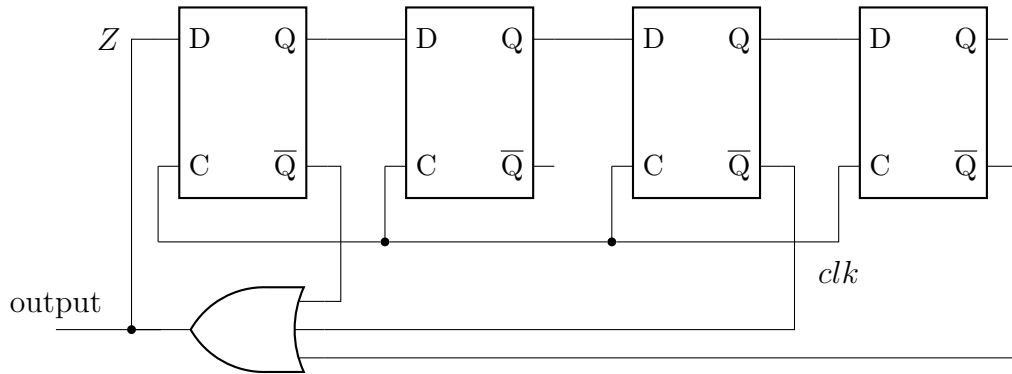 Z D Q D Q D Q D Q
C Q̅ C Q̅ C Q̅ C Q̅
clk
output